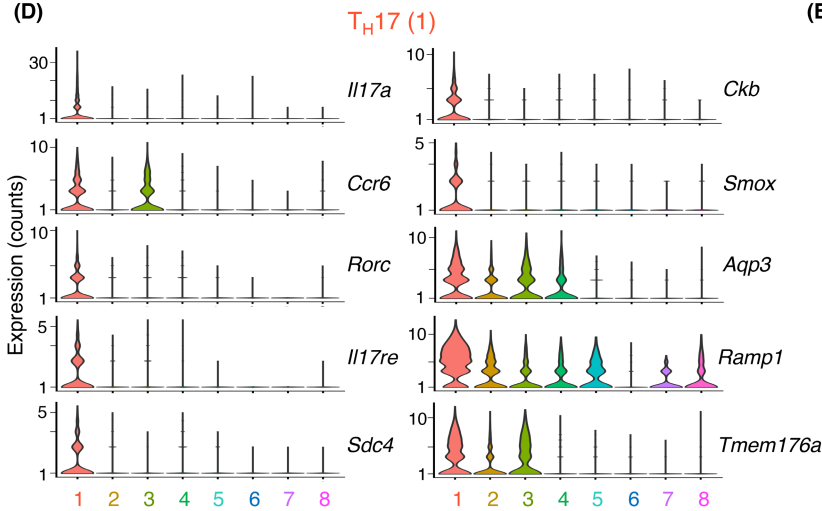 (D)
(E
T_H17 (1)
Expression (counts)
30
1
Il17a
10
1
Ckb
10
1
Ccr6
5
1
Smox
10
1
Rorc
10
1
Aqp3
5
1
Il17re
10
1
Ramp1
5
1
Sdc4
10
1
Tmem176a
1 2 3 4 5 6 7 8
1 2 3 4 5 6 7 8